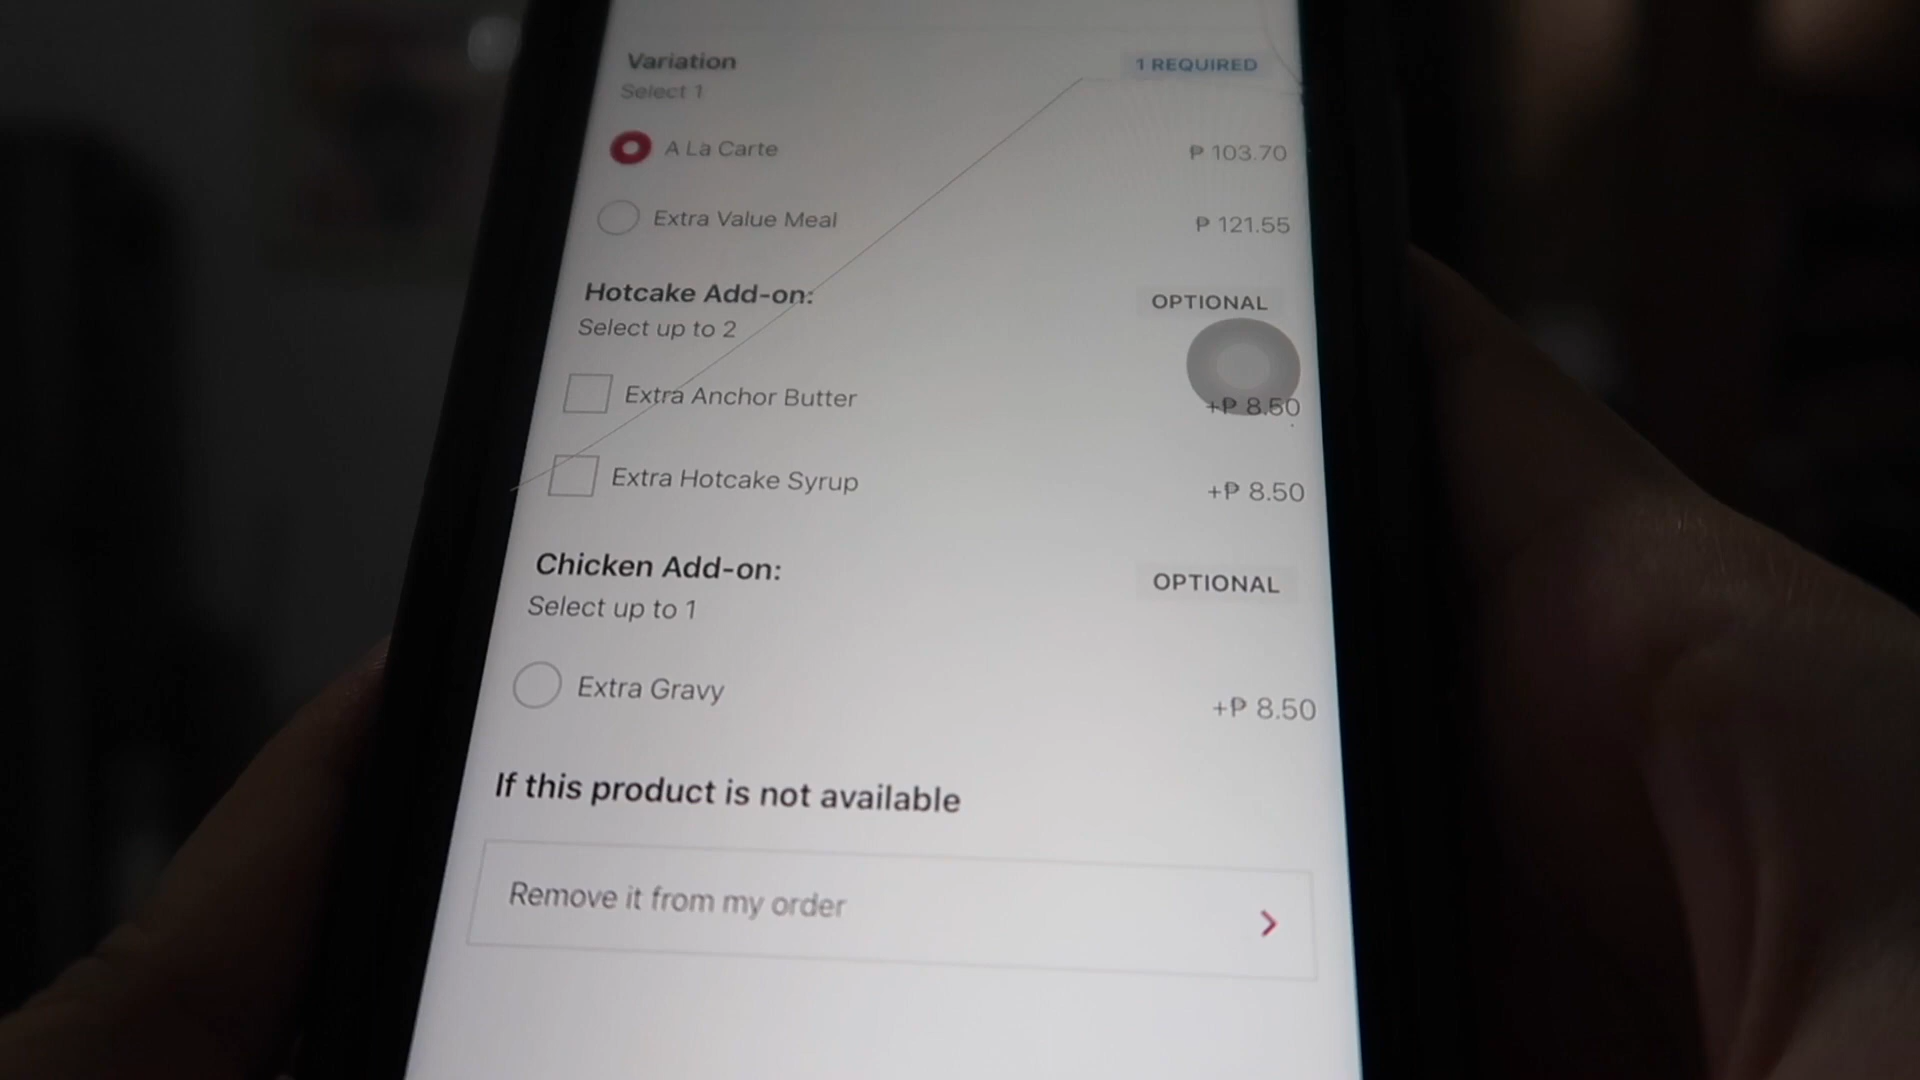 Variation
1 REQUIRED
Select 1
A La Carte
₱ 103.70
Extra Value Meal
₱ 121.55
Hotcake Add-on:
OPTIONAL
Select up to 2
Extra Anchor Butter
+₱ 8.50
Extra Hotcake Syrup
+₱ 8.50
Chicken Add-on:
OPTIONAL
Select up to 1
Extra Gravy
+₱ 8.50
If this product is not available
Remove it from my order